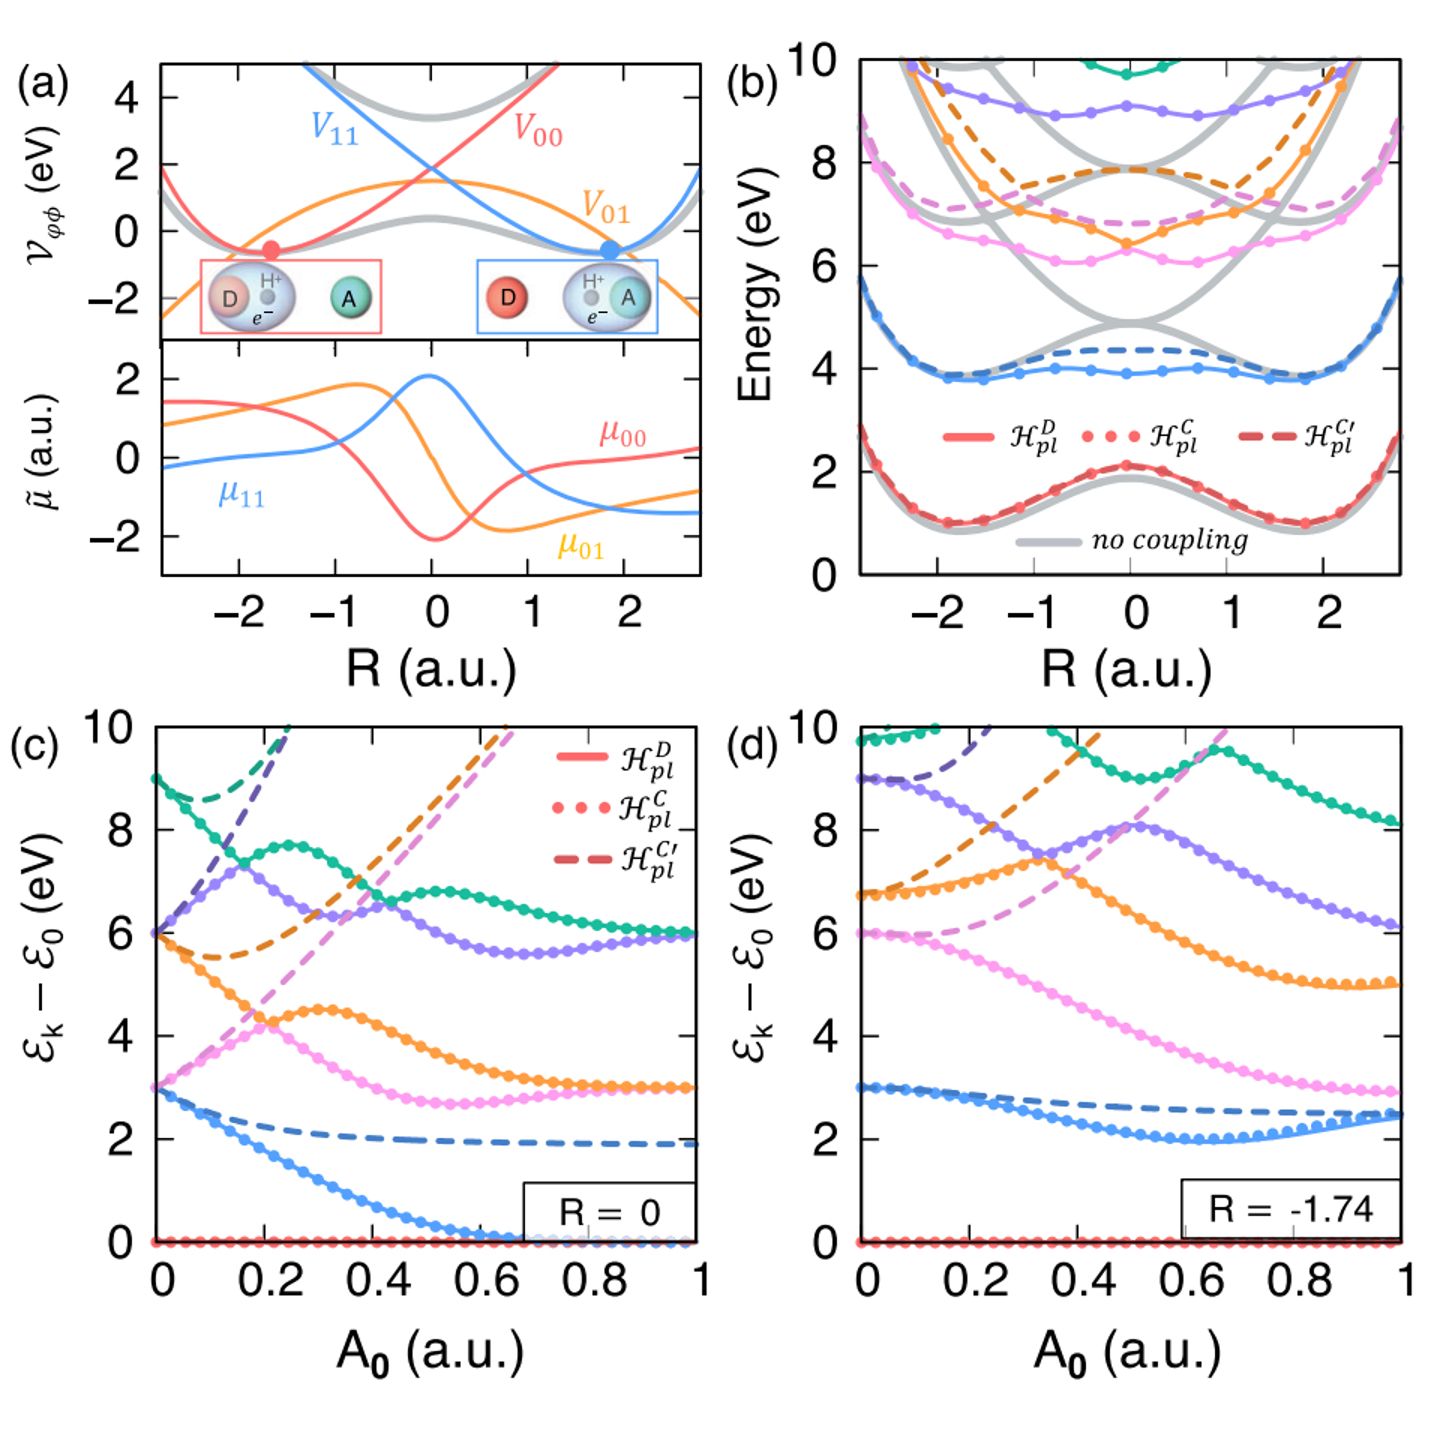 (a)
4
2
0
−2
𝒱φϕ (eV)
V11
V00
V01
D H+ e− A
D H+ e− A
2
0
−2
μ̃ (a.u.)
μ00
μ11
μ01
−2 −1 0 1 2
R (a.u.)
(b)
10
8
6
4
2
0
Energy (eV)
ℋplD ℋplC ℋplC′
no coupling
−2 −1 0 1 2
R (a.u.)
(c)
10
8
6
4
2
0
ℰk − ℰ0 (eV)
ℋplD
ℋplC
ℋplC′
R = 0
0 0.2 0.4 0.6 0.8 1
A0 (a.u.)
(d)
10
8
6
4
2
0
ℰk − ℰ0 (eV)
R = -1.74
0 0.2 0.4 0.6 0.8 1
A0 (a.u.)